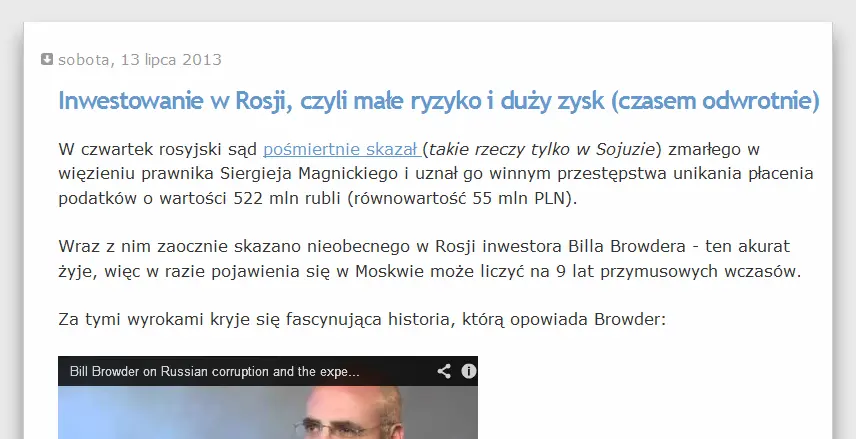 sobota, 13 lipca 2013
Inwestowanie w Rosji, czyli małe ryzyko i duży zysk (czasem odwrotnie)
W czwartek rosyjski sąd pośmiertnie skazał (takie rzeczy tylko w Sojuzie) zmarłego w
więzieniu prawnika Siergieja Magnickiego i uznał go winnym przestępstwa unikania płacenia
podatków o wartości 522 mln rubli (równowartość 55 mln PLN).
Wraz z nim zaocznie skazano nieobecnego w Rosji inwestora Billa Browdera - ten akurat
żyje, więc w razie pojawienia się w Moskwie może liczyć na 9 lat przymusowych wczasów.
Za tymi wyrokami kryje się fascynująca historia, którą opowiada Browder:
Bill Browder on Russian corruption and the expe...